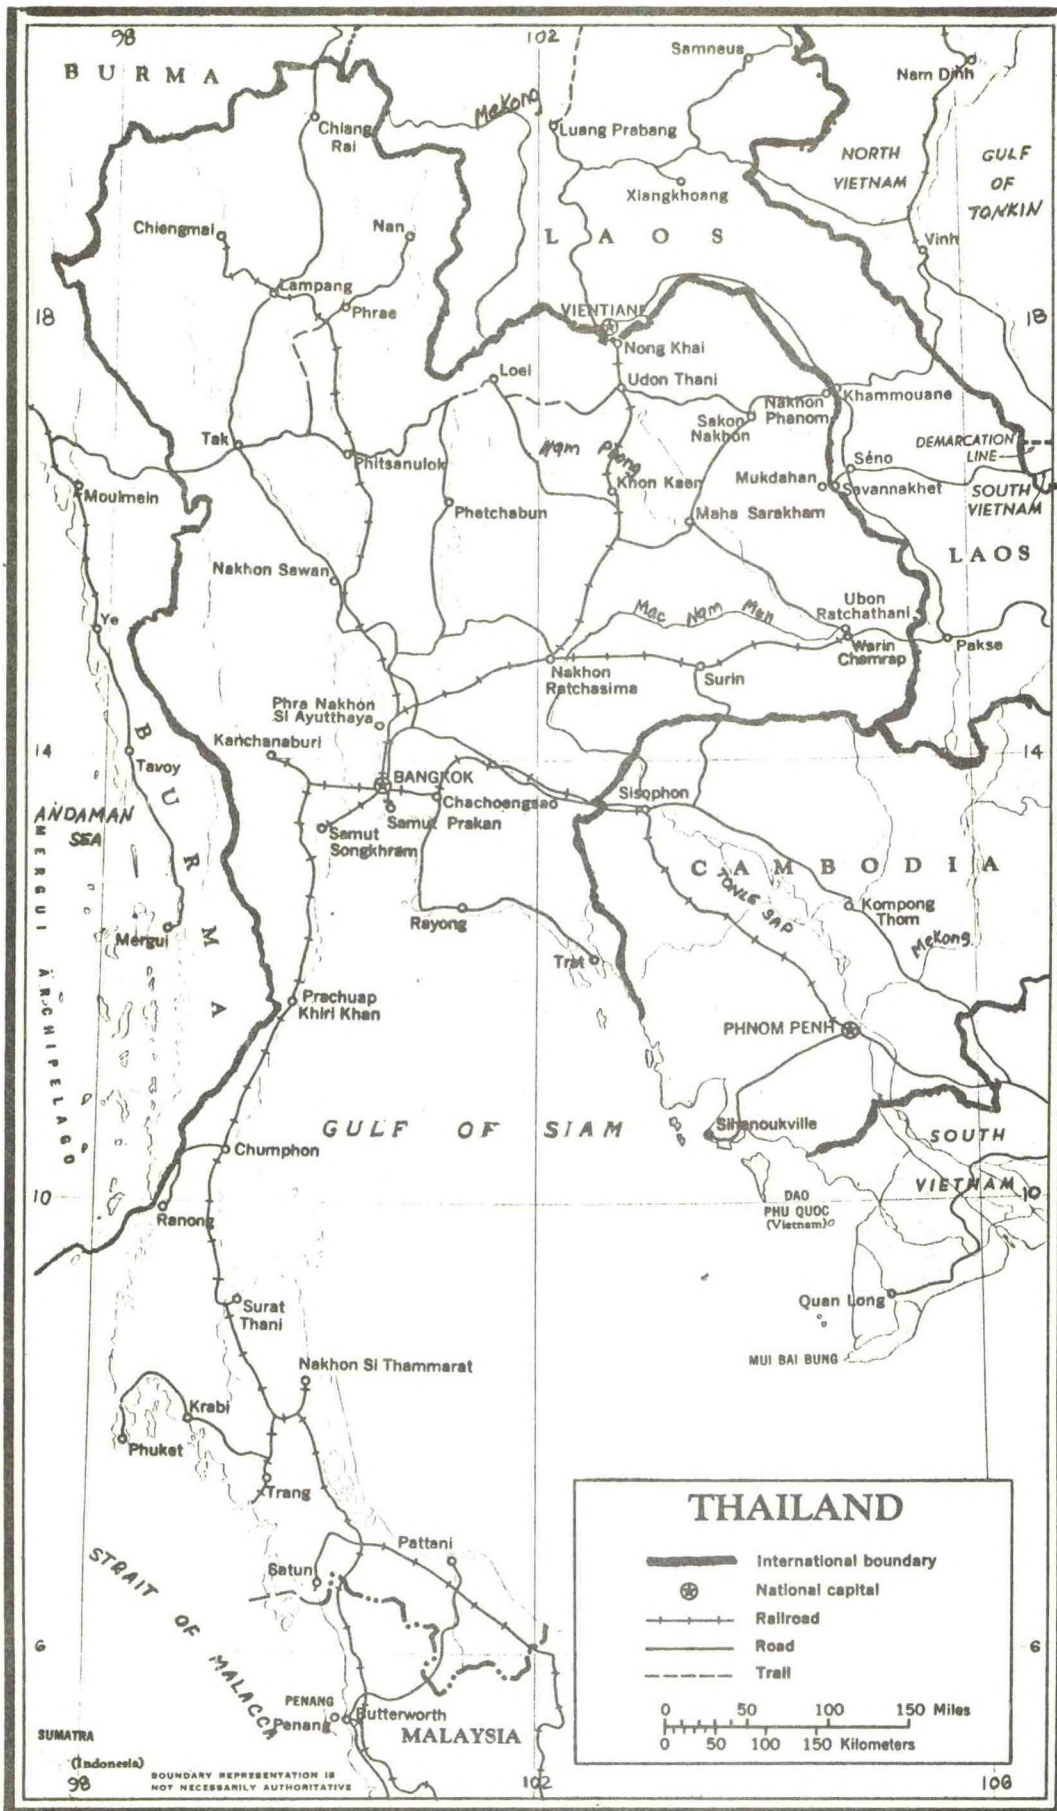 98
102
BURMA
Samneua
Nam Dinh
Mekong
Chiang
Rai
Luang Prabang
NORTH
VIETNAM
GULF
OF
TONKIN
Xiangkhoang
Chiengmai
Nan
LAOS
Vinh
Lampang
Phrae
18
VIENTIANE
18
Nong Khai
Loei
Udon Thani
Nakhon
Phanom
Khammouane
Sakon
Nakhon
Tak
Nam Phong
DEMARCATION
LINE
Phitsanulok
Séno
Moulmein
Khon Kaen
Mukdahan
Savannakhet
SOUTH
VIETNAM
Phetchabun
Maha Sarakham
LAOS
Nakhon Sawan
Ubon
Ratchathani
Ye
Mac Nam Mun
Warin
Chamrap
Pakse
Nakhon
Ratchasima
Surin
Phra Nakhon
Si Ayutthaya
Kanchanaburi
14
14
BURMA
Tavoy
BANGKOK
Chachoengsao
Sisophon
ANDAMAN
SEA
Samut Prakan
Samut
Songkhram
CAMBODIA
TONLE SAP
MERGUI ARCHIPELAGO
Rayong
Kompong
Thom
Mergui
Trat
Mekong
Prachuap
Khiri Khan
PHNOM PENH
GULF OF SIAM
Sihanoukville
SOUTH
VIETNAM
Chumphon
10
10
Ranong
DAO
PHU QUOC
(Vietnam)
Surat
Thani
Quan Long
MUI BAI BUNG
Nakhon Si Thammarat
Krabi
Phuket
Trang
THAILAND
International boundary
National capital
Railroad
Road
Trail
0 50 100 150 Miles
0 50 100 150 Kilometers
Pattani
Satun
STRAIT OF MALACCA
6
6
PENANG
Penang
Butterworth
MALAYSIA
SUMATRA
(Indonesia)
BOUNDARY REPRESENTATION IS
NOT NECESSARILY AUTHORITATIVE
98
102